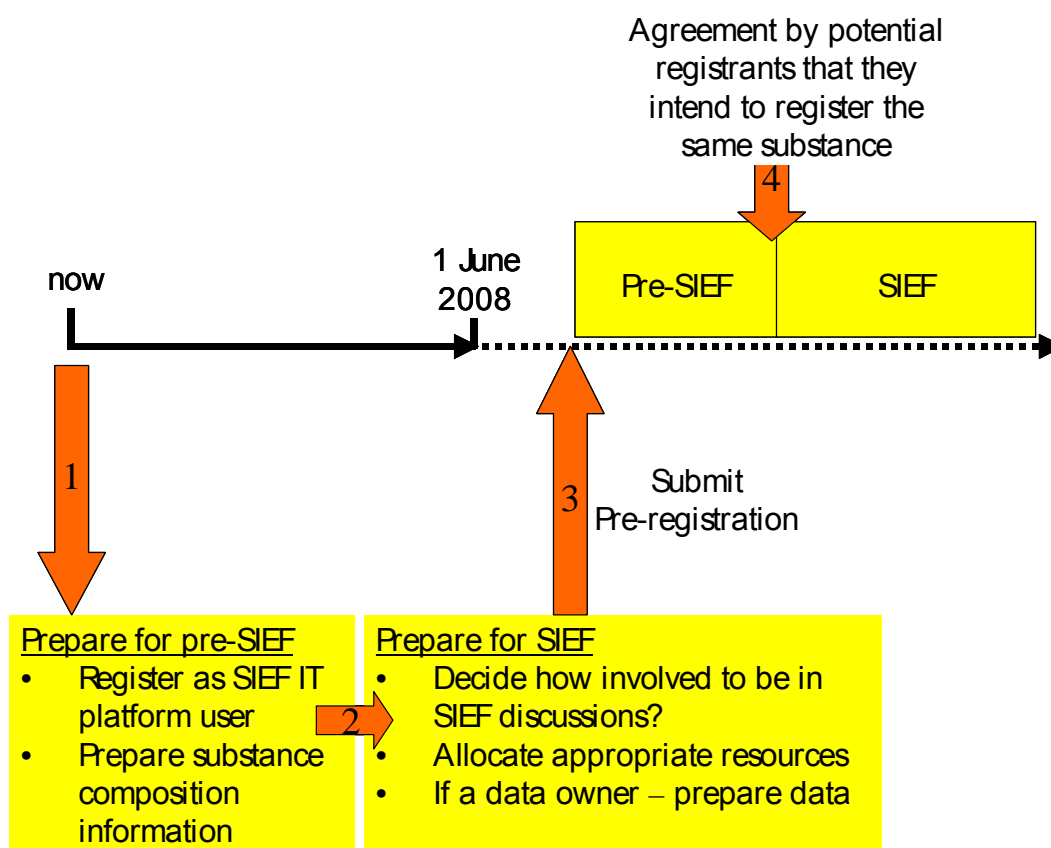 Agreement by potential
registrants that they
intend to register the
same substance
4
now
1 June
2008
Pre-SIEF
SIEF
1
3
Submit
Pre-registration
Prepare for pre-SIEF
• Register as SIEF IT
platform user
• Prepare substance
composition
information
2
Prepare for SIEF
• Decide how involved to be in
SIEF discussions?
• Allocate appropriate resources
• If a data owner – prepare data